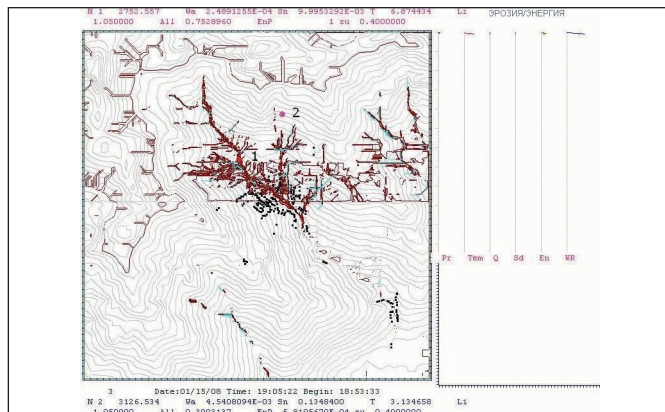 N 1 2752.557 Wa 2.4891255E-04 Sn 9.9953292E-03 T 6.874434 Li
ЭРОЗИЯ/ЭНЕРГИЯ
1.050000 All 0.7528960 EnP 1 zu 0.4000000
2
1
Pr Tem Q Sd En WR
3 Date:01/15/08 Time: 19:05:22 Begin: 18:53:33
N 2 3126.534 Wa 4.5408094E-03 Sn 0.1348400 T 3.134658 Li